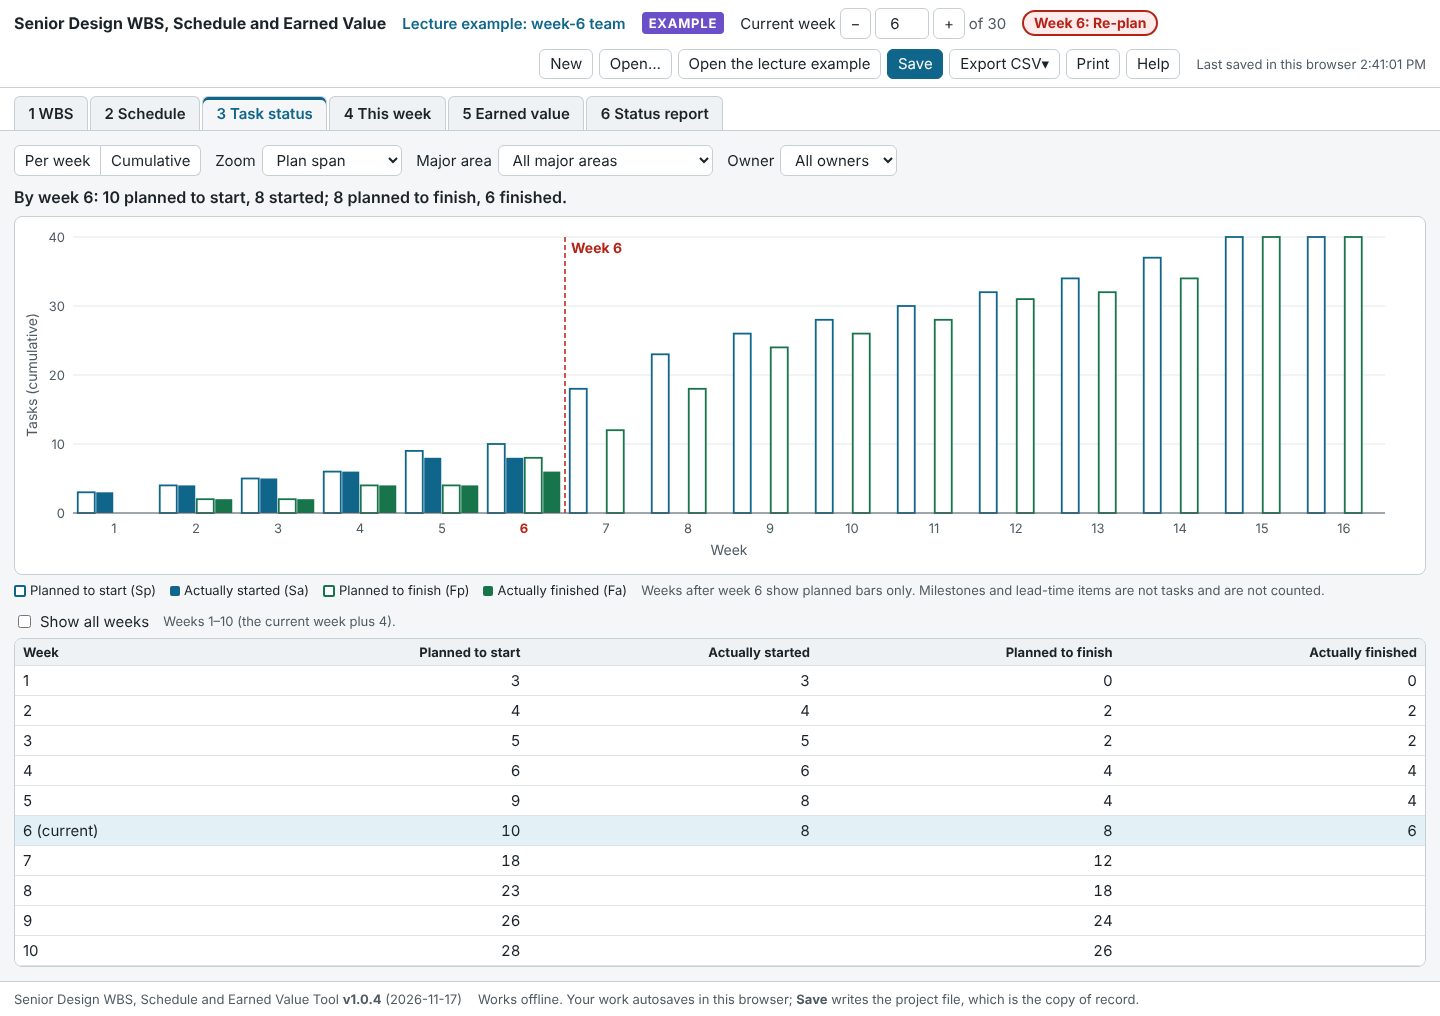 Senior Design WBS, Schedule and Earned Value Lecture example: week-6 team EXAMPLE Current week − 6 + of 30 Week 6: Re-plan
New Open... Open the lecture example Save Export CSV▾ Print Help Last saved in this browser 2:41:01 PM
1 WBS 2 Schedule 3 Task status 4 This week 5 Earned value 6 Status report
Per week Cumulative Zoom Plan span Major area All major areas Owner All owners
By week 6: 10 planned to start, 8 started; 8 planned to finish, 6 finished.
Tasks (cumulative)
40
30
20
10
0
Week 6
1 2 3 4 5 6 7 8 9 10 11 12 13 14 15 16
Week
Planned to start (Sp) Actually started (Sa) Planned to finish (Fp) Actually finished (Fa) Weeks after week 6 show planned bars only. Milestones and lead-time items are not tasks and are not counted.
Show all weeks Weeks 1–10 (the current week plus 4).
Week Planned to start Actually started Planned to finish Actually finished
1 3 3 0 0
2 4 4 2 2
3 5 5 2 2
4 6 6 4 4
5 9 8 4 4
6 (current) 10 8 8 6
7 18 12
8 23 18
9 26 24
10 28 26
Senior Design WBS, Schedule and Earned Value Tool v1.0.4 (2026-11-17) Works offline. Your work autosaves in this browser; Save writes the project file, which is the copy of record.